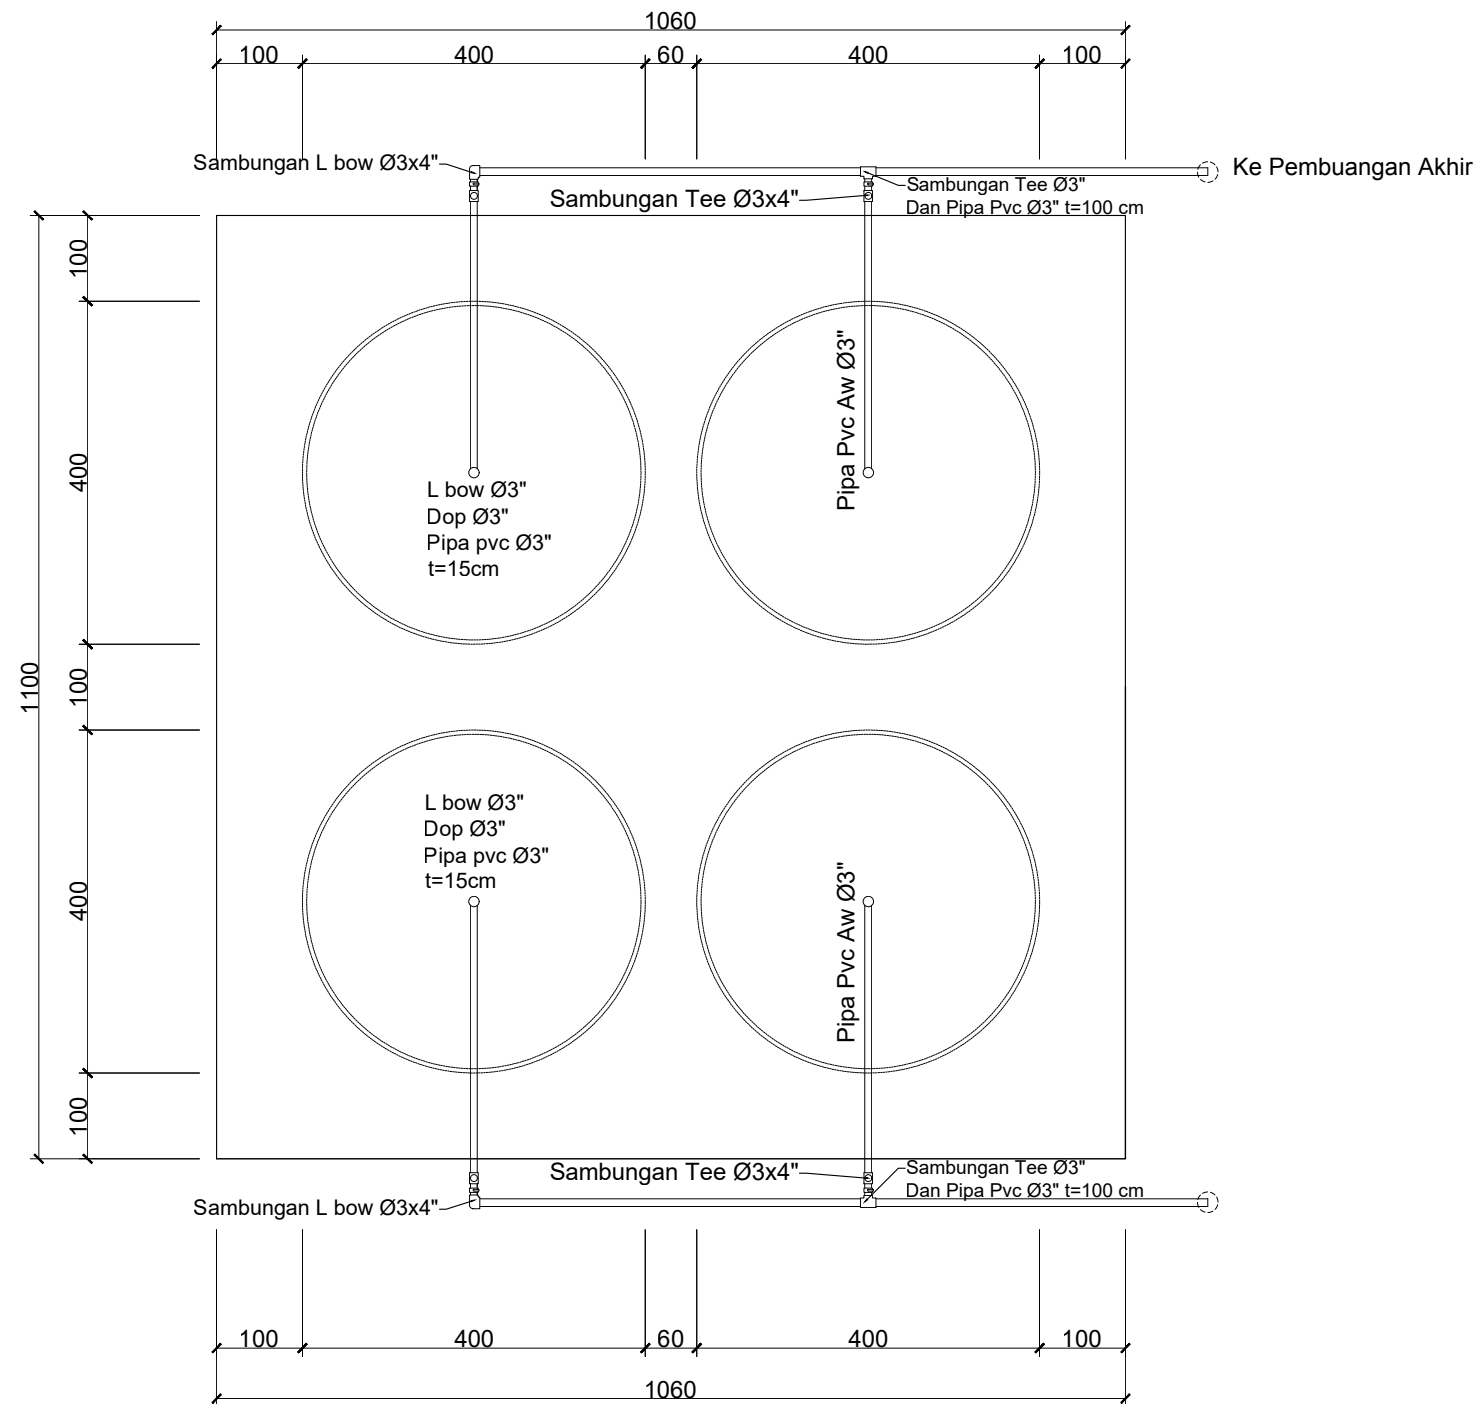 1060
100
400
60
400
100
Sambungan L bow Ø3x4"
Ke Pembuangan Akhir
Sambungan Tee Ø3x4"
Sambungan Tee Ø3"
Dan Pipa Pvc Ø3" t=100 cm
1100
100
400
100
400
100
L bow Ø3"
Dop Ø3"
Pipa pvc Ø3"
t=15cm
Pipa Pvc Aw Ø3"
L bow Ø3"
Dop Ø3"
Pipa pvc Ø3"
t=15cm
Pipa Pvc Aw Ø3"
Sambungan Tee Ø3x4"
Sambungan Tee Ø3"
Dan Pipa Pvc Ø3" t=100 cm
Sambungan L bow Ø3x4"
100
400
60
400
100
1060